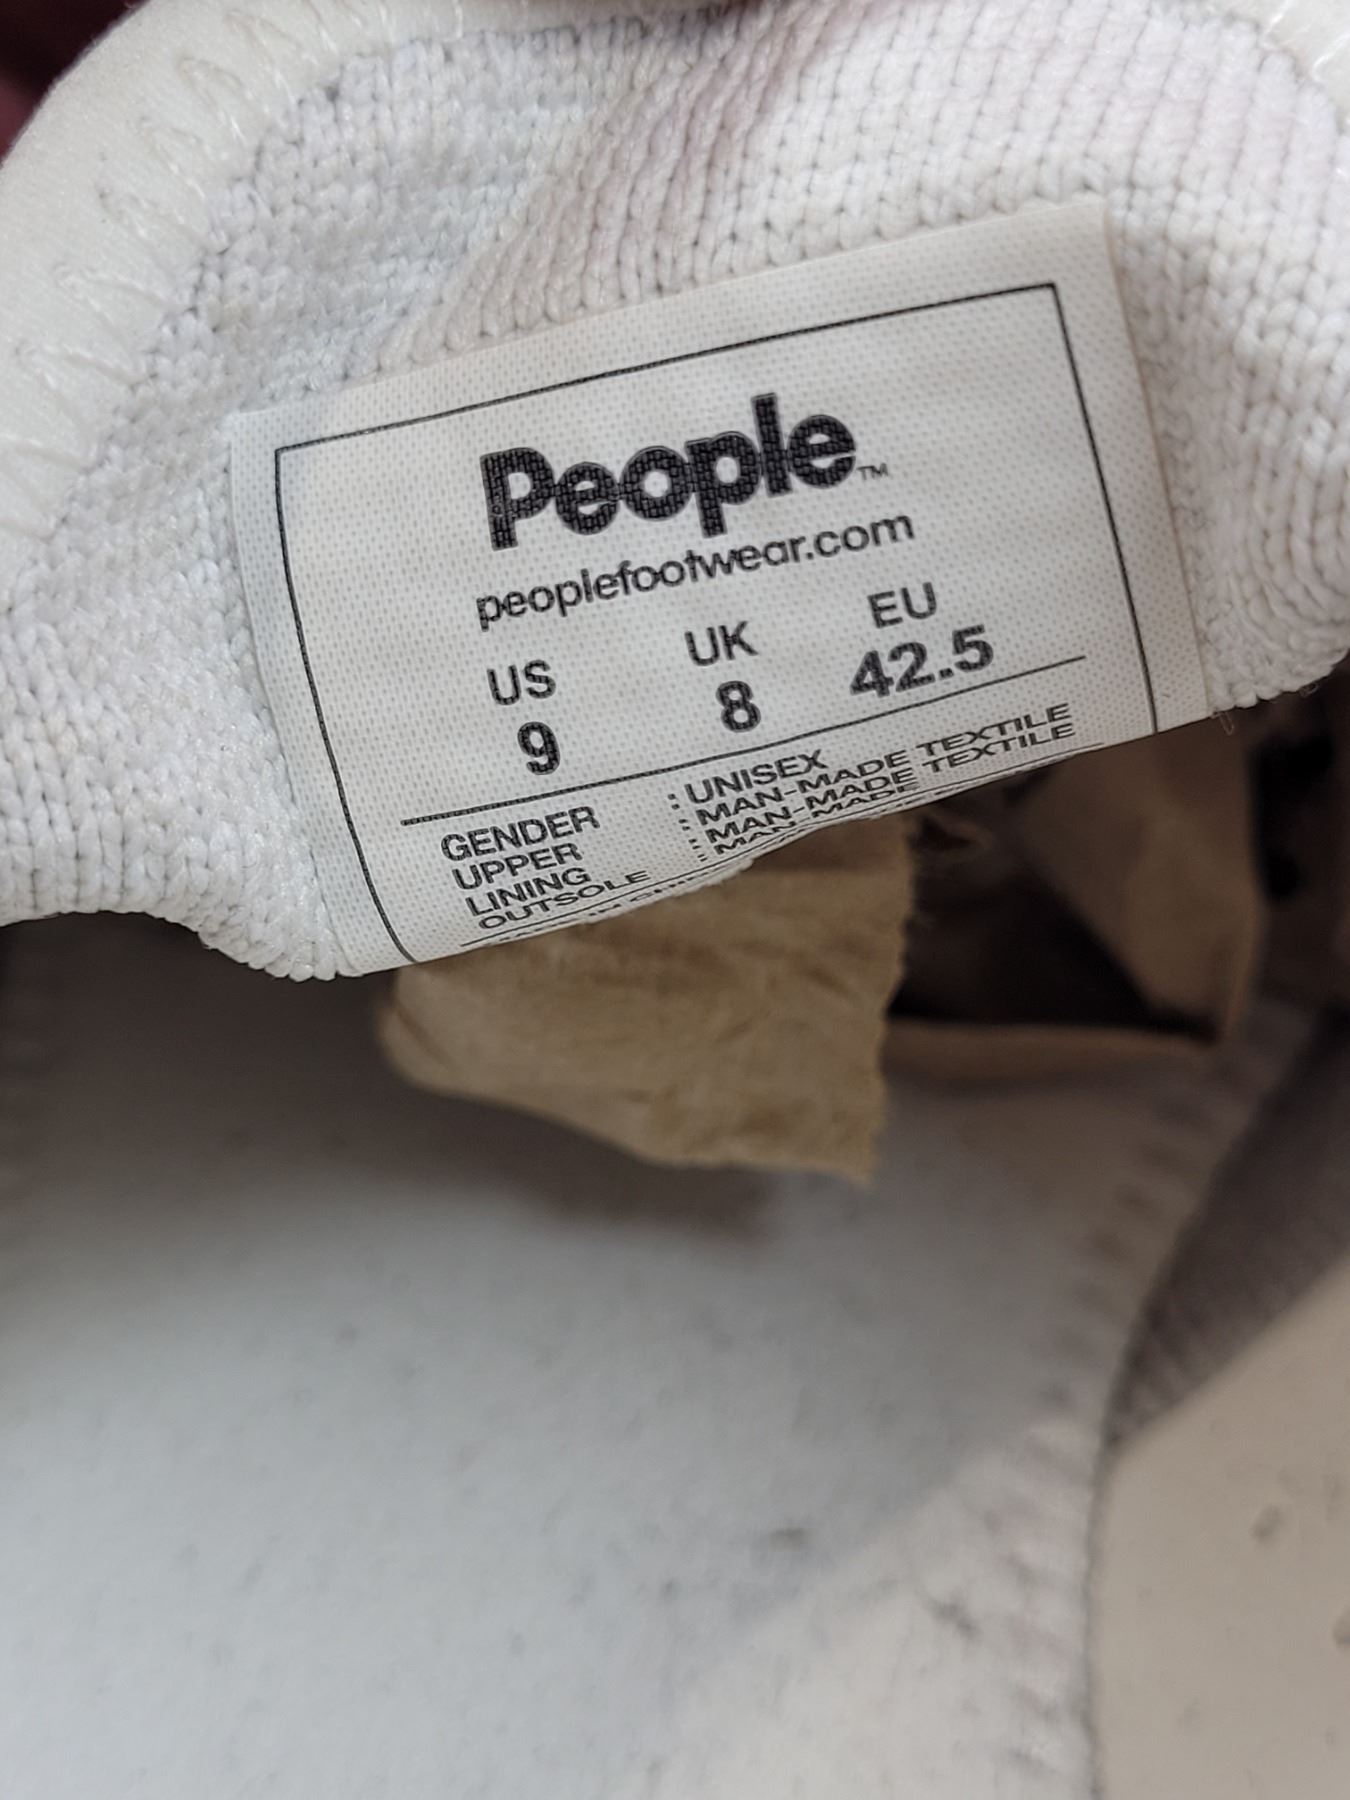 People™
peoplefootwear.com
US UK EU
9 8 42.5
GENDER : UNISEX
UPPER : MAN-MADE TEXTILE
LINING : MAN-MADE TEXTILE
OUTSOLE : MAN-MADE